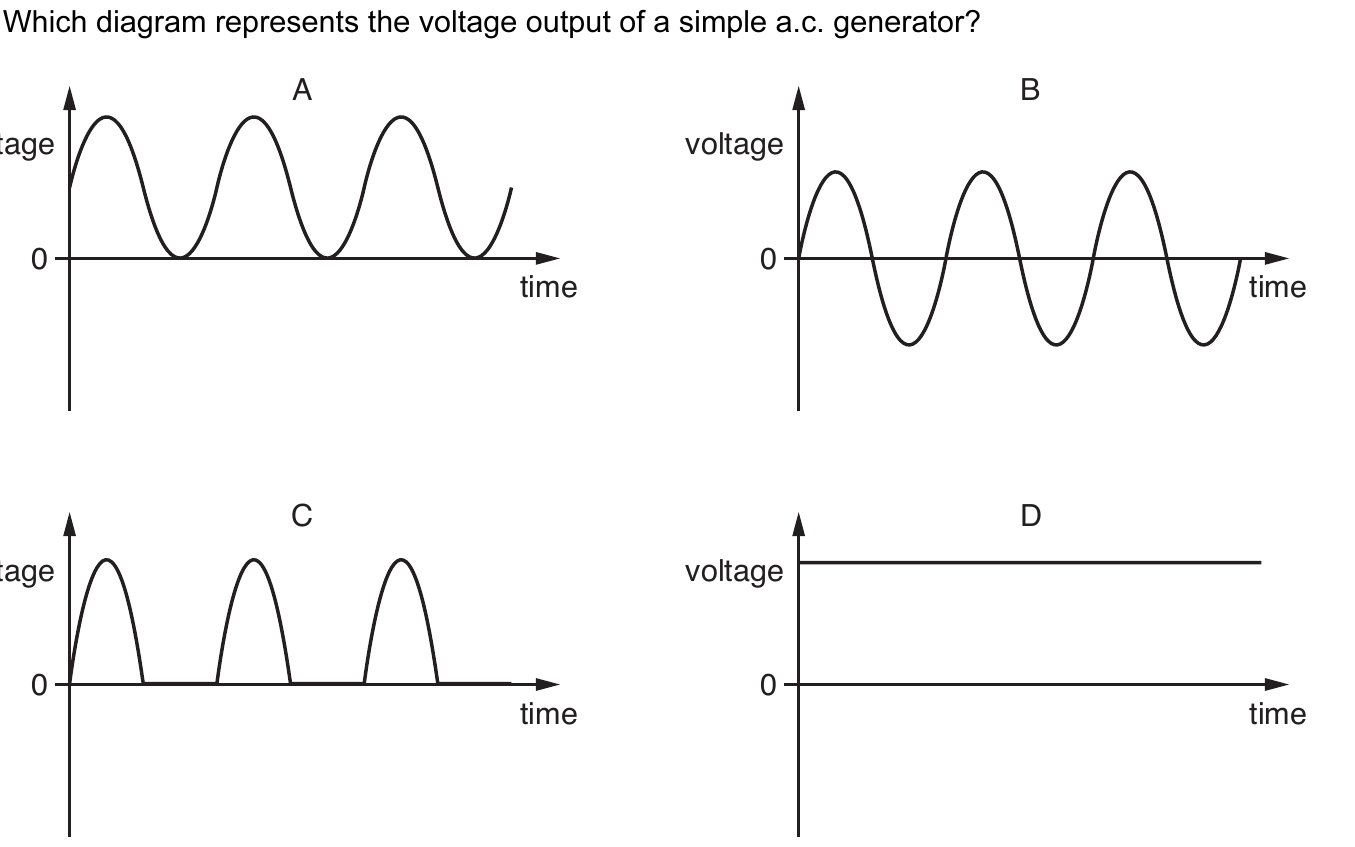 Which diagram represents the voltage output of a simple a.c. generator?
A
tage
0
time
B
voltage
0
time
C
tage
0
time
D
voltage
0
time